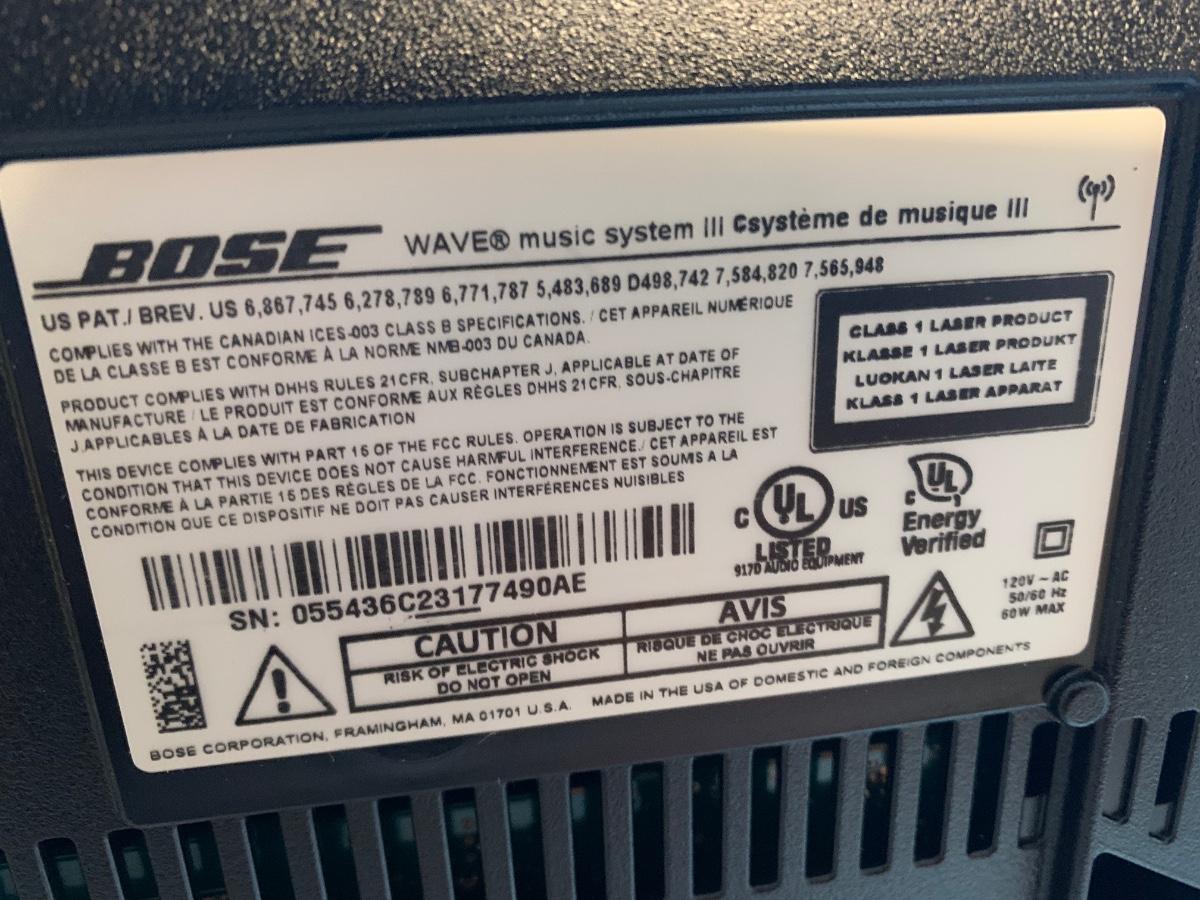 BOSE WAVE® music system III Csystème de musique III
US PAT./ BREV. US 6,867,745 6,278,789 6,771,787 5,483,689 D498,742 7,584,820 7,565,948
COMPLIES WITH THE CANADIAN ICES-003 CLASS B SPECIFICATIONS. / CET APPAREIL NUMÉRIQUE
DE LA CLASSE B EST CONFORME À LA NORME NMB-003 DU CANADA.
PRODUCT COMPLIES WITH DHHS RULES 21CFR, SUBCHAPTER J, APPLICABLE AT DATE OF
MANUFACTURE / LE PRODUIT EST CONFORME AUX RÈGLES DHHS 21CFR, SOUS-CHAPITRE
J,APPLICABLES À LA DATE DE FABRICATION
THIS DEVICE COMPLIES WITH PART 15 OF THE FCC RULES. OPERATION IS SUBJECT TO THE
CONDITION THAT THIS DEVICE DOES NOT CAUSE HARMFUL INTERFERENCE./ CET APPAREIL EST
CONFORME À LA PARTIE 15 DES RÈGLES DE LA FCC. FONCTIONNEMENT EST SOUMS A LA
CONDITION QUE CE DISPOSITIF NE DOIT PAS CAUSER INTERFÉRENCES NUISIBLES
CLASS 1 LASER PRODUCT
KLASSE 1 LASER PRODUKT
LUOKAN 1 LASER LAITE
KLASS 1 LASER APPARAT
C UL US
LISTED
917D AUDIO EQUIPMENT
C UL
Energy
Verified
120V ~ AC
50/60 Hz
60W MAX
SN: 055436C23177490AE
CAUTION
RISK OF ELECTRIC SHOCK
DO NOT OPEN
AVIS
RISQUE DE CHOC ELECTRIQUE
NE PAS OUVRIR
BOSE CORPORATION, FRAMINGHAM, MA 01701 U.S.A. MADE IN THE USA OF DOMESTIC AND FOREIGN COMPONENTS